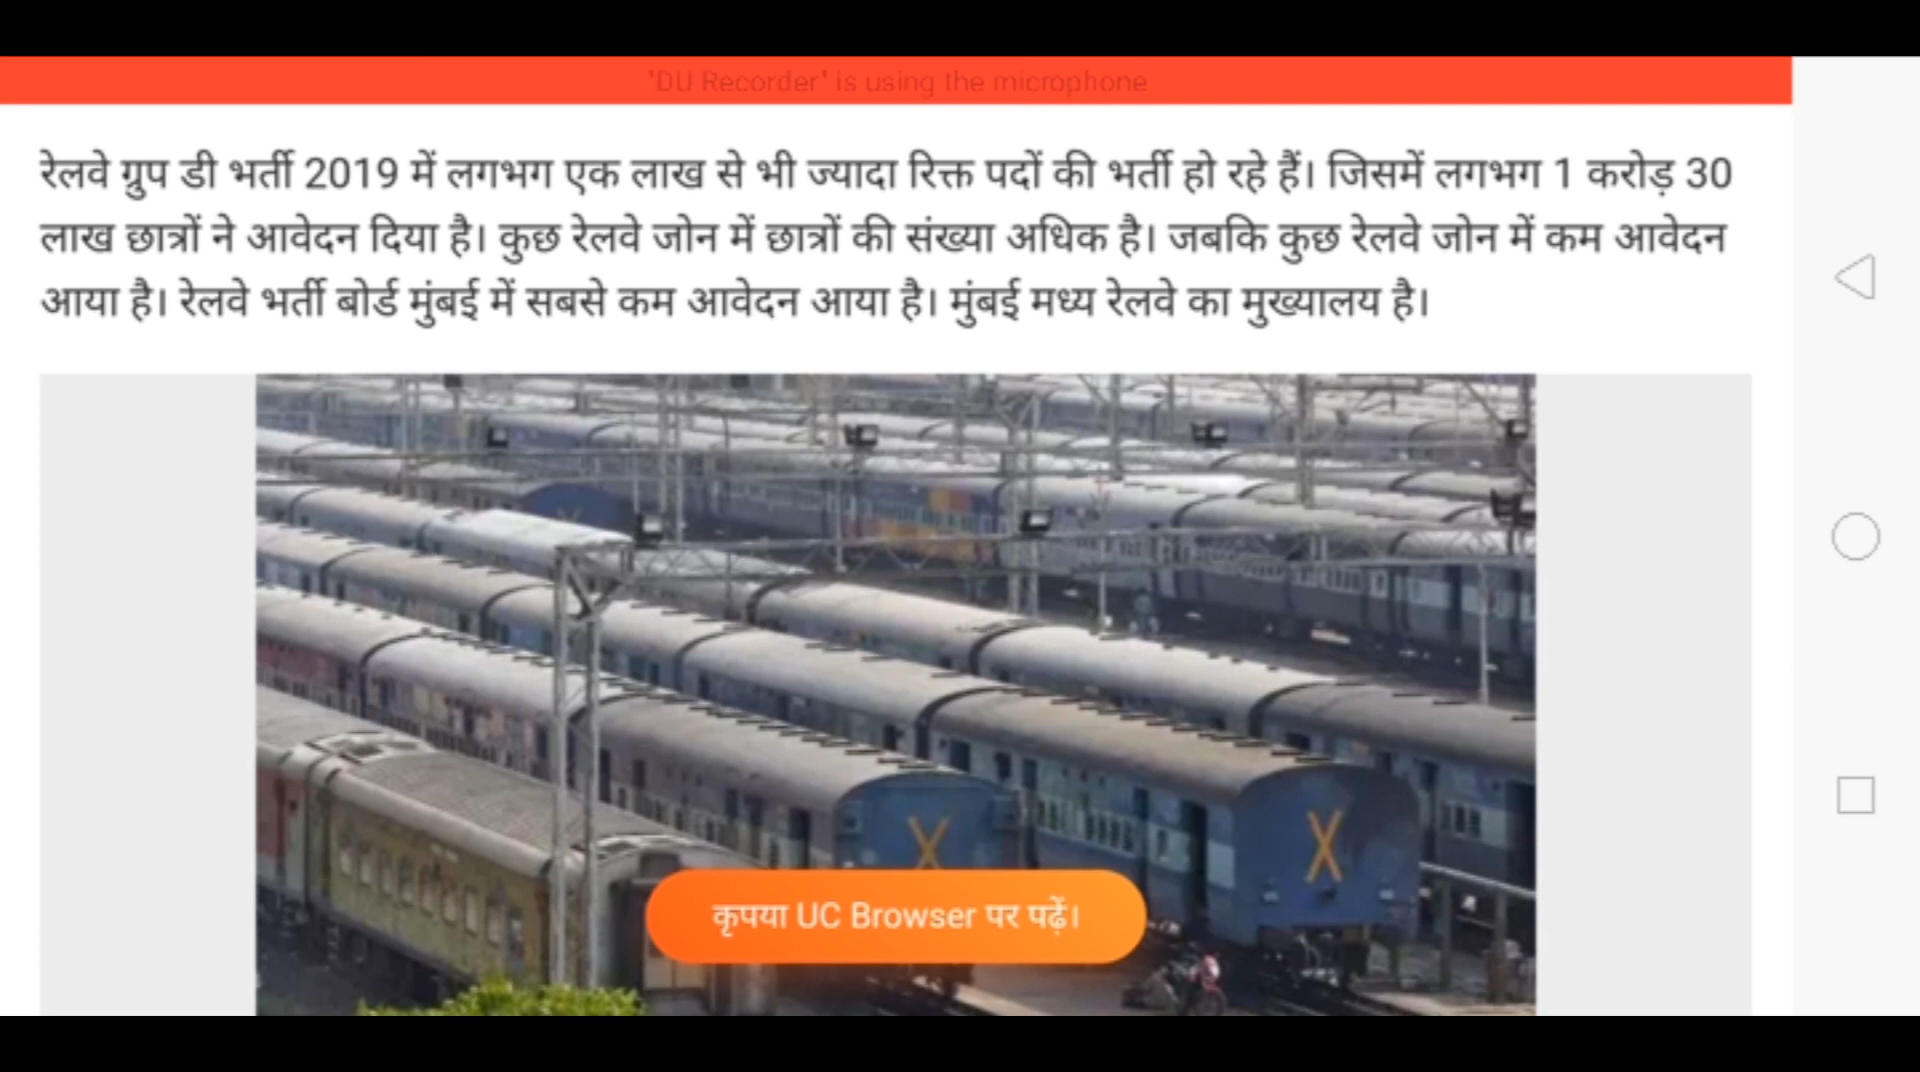 'DU Recorder' is using the microphone
रेलवे ग्रुप डी भर्ती 2019 में लगभग एक लाख से भी ज्यादा रिक्त पदों की भर्ती हो रहे हैं। जिसमें लगभग 1 करोड़ 30
लाख छात्रों ने आवेदन दिया है। कुछ रेलवे जोन में छात्रों की संख्या अधिक है। जबकि कुछ रेलवे जोन में कम आवेदन
आया है। रेलवे भर्ती बोर्ड मुंबई में सबसे कम आवेदन आया है। मुंबई मध्य रेलवे का मुख्यालय है।
X X
कृपया UC Browser पर पढ़ें।